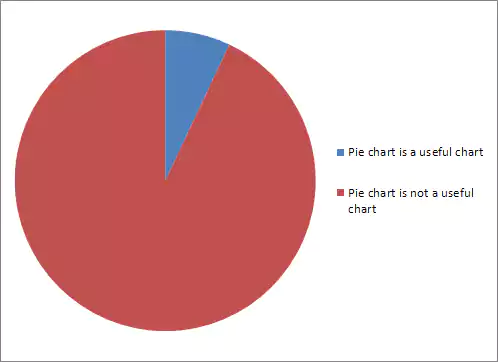 Pie chart is a useful chart
Pie chart is not a useful
chart